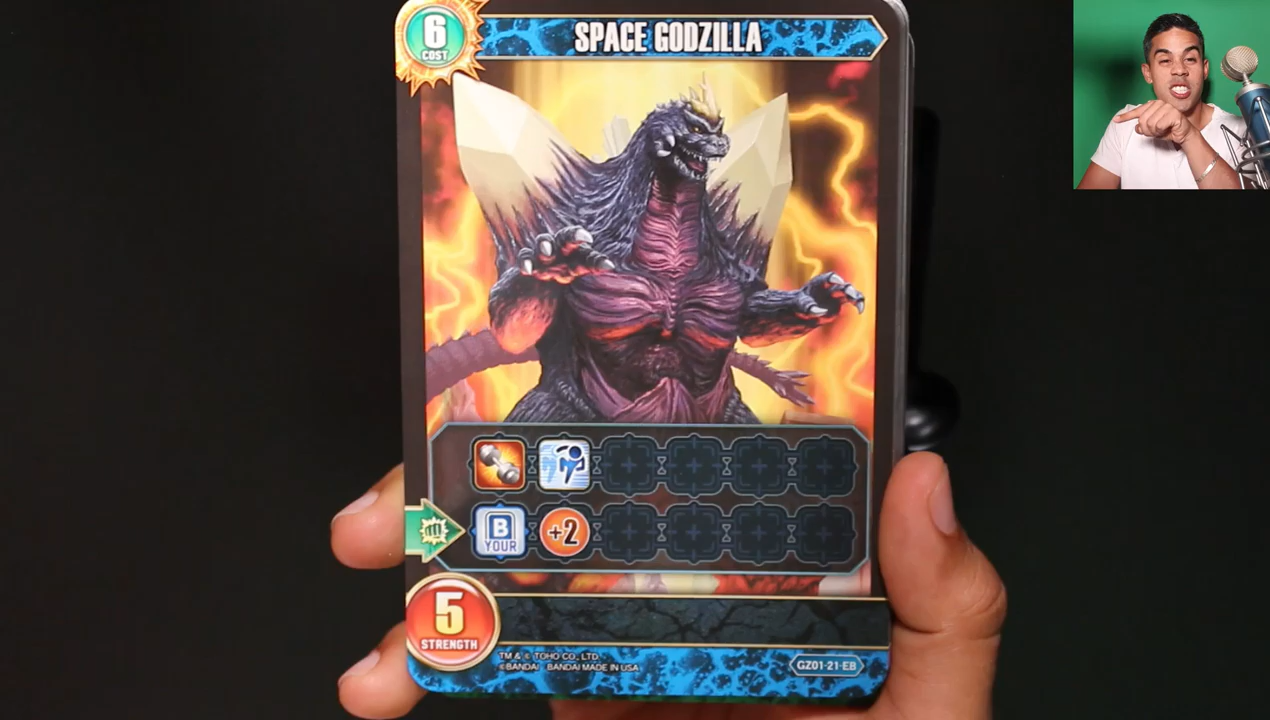 6
COST
SPACE GODZILLA
B
YOUR
+2
5
STRENGTH
TM & © TOHO CO., LTD.
©BANDAI BANDAI MADE IN USA
GZ01-21-EB